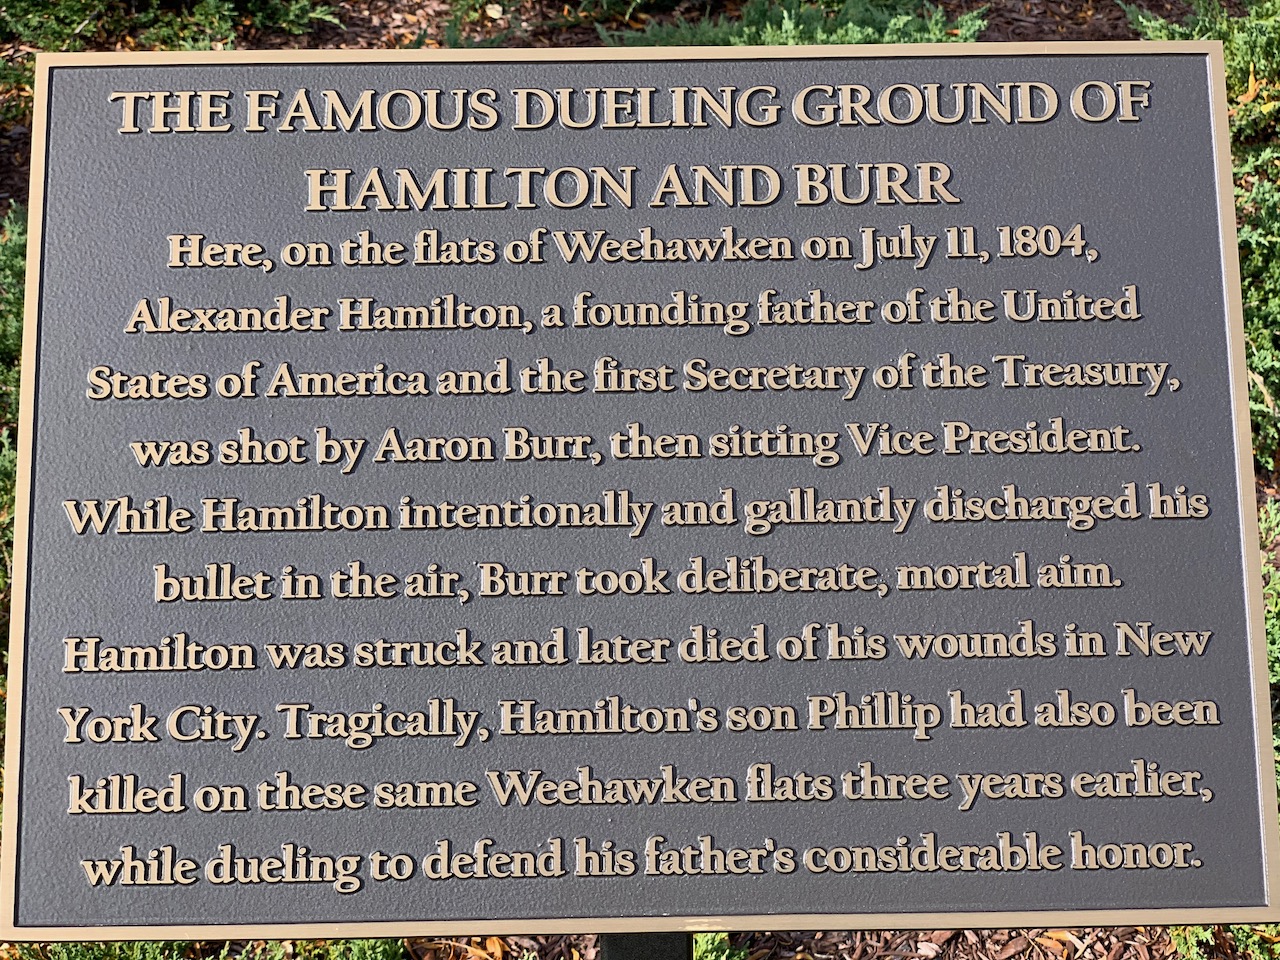 THE FAMOUS DUELING GROUND OF
HAMILTON AND BURR
Here, on the flats of Weehawken on July 11, 1804,
Alexander Hamilton, a founding father of the United
States of America and the first Secretary of the Treasury,
was shot by Aaron Burr, then sitting Vice President.
While Hamilton intentionally and gallantly discharged his
bullet in the air, Burr took deliberate, mortal aim.
Hamilton was struck and later died of his wounds in New
York City. Tragically, Hamilton's son Phillip had also been
killed on these same Weehawken flats three years earlier,
while dueling to defend his father's considerable honor.